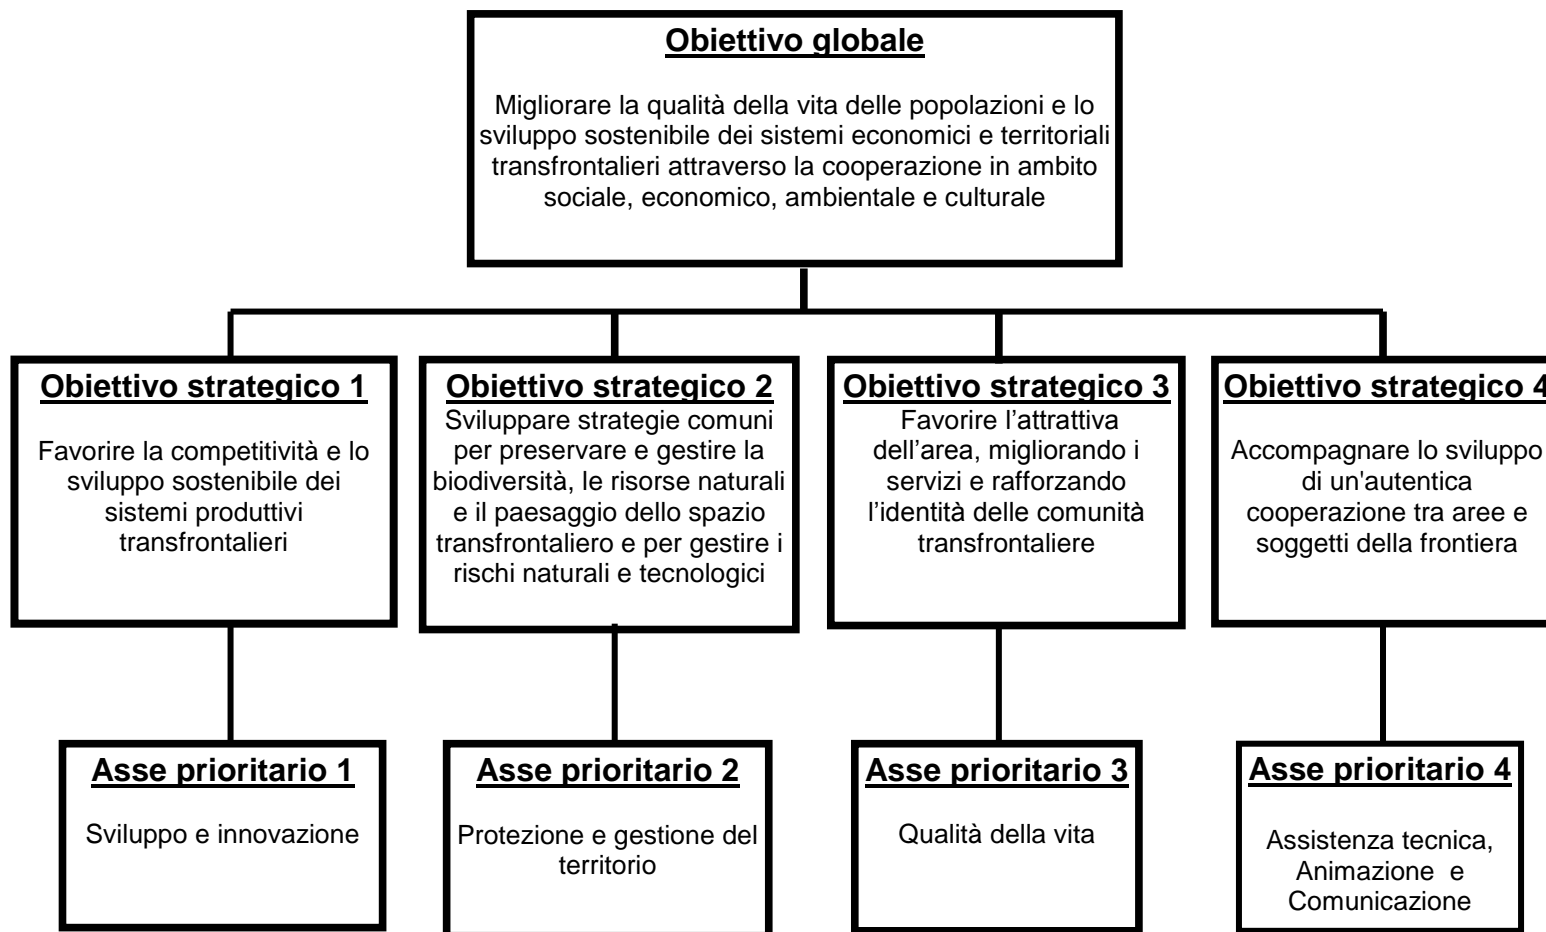 Obiettivo globale
Migliorare la qualità della vita delle popolazioni e lo
sviluppo sostenibile dei sistemi economici e territoriali
transfrontalieri attraverso la cooperazione in ambito
sociale, economico, ambientale e culturale
Obiettivo strategico 1
Favorire la competitività e lo
sviluppo sostenibile dei
sistemi produttivi
transfrontalieri
Obiettivo strategico 2
Sviluppare strategie comuni
per preservare e gestire la
biodiversità, le risorse naturali
e il paesaggio dello spazio
transfrontaliero e per gestire i
rischi naturali e tecnologici
Obiettivo strategico 3
Favorire l’attrattiva
dell’area, migliorando i
servizi e rafforzando
l’identità delle comunità
transfrontaliere
Obiettivo strategico 4
Accompagnare lo sviluppo
di un'autentica
cooperazione tra aree e
soggetti della frontiera
Asse prioritario 1
Sviluppo e innovazione
Asse prioritario 2
Protezione e gestione del
territorio
Asse prioritario 3
Qualità della vita
Asse prioritario 4
Assistenza tecnica,
Animazione e
Comunicazione